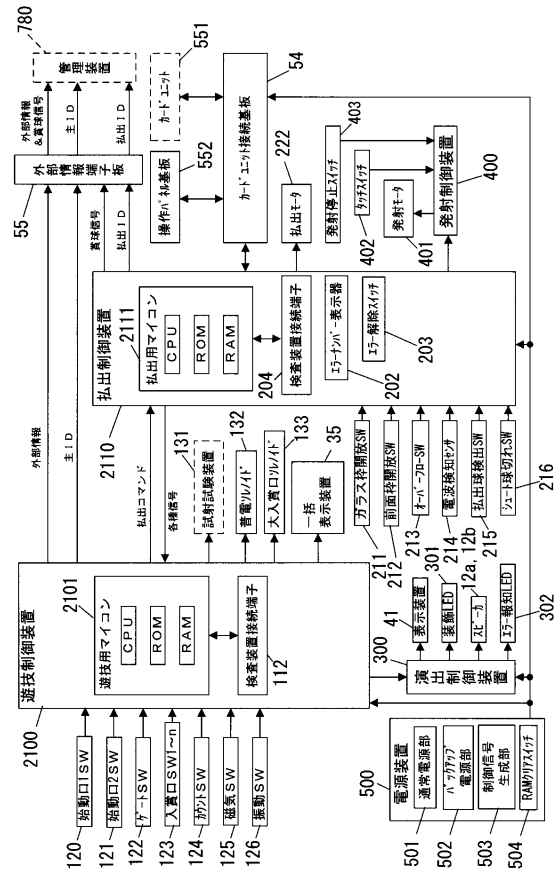 780
管理装置
外部情報
&賞球信号
主ID
払出ID
外部情報端子板
55
賞球信号
払出ID
551
カードユニット
552
操作パネル基板
カードユニット接続基板
54
払出モータ
222
発射停止スイッチ
403
タッチスイッチ
402
発射モータ
401
発射制御装置
400
払出制御装置
2110
払出用マイコン
2111
CPU
ROM
RAM
検査装置接続端子
204
エラーナンバー表示器
202
エラー解除スイッチ
203
外部情報
主ID
払出コマンド
各種信号
試射試験装置
131
普電ソレノイド
132
大入賞口ソレノイド
133
一括
表示装置
35
ガラス枠開放SW
211
前面枠開放SW
212
オーバーフローSW
213
電波検知センサ
214
払出球検出SW
215
シュート球切れSW
216
遊技制御装置
2100
遊技用マイコン
2101
CPU
ROM
RAM
検査装置接続端子
112
始動口1SW
120
始動口2SW
121
ゲートSW
122
入賞口SW1~n
123
カウントSW
124
磁気SW
125
振動SW
126
演出制御装置
300
表示装置
41
装飾LED
301
スピーカ
12a, 12b
エラー報知LED
302
電源装置
500
通常電源部
501
バックアップ
電源部
502
制御信号
生成部
503
RAMクリアスイッチ
504